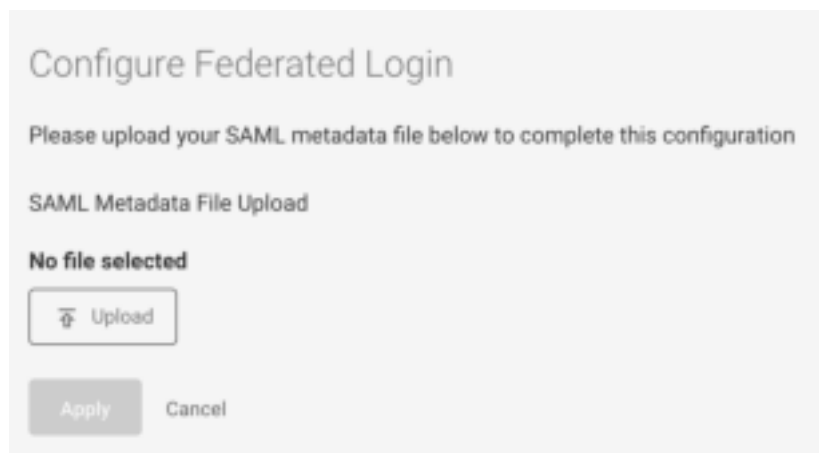 Configure Federated Login
Please upload your SAML metadata file below to complete this configuration
SAML Metadata File Upload
No file selected
Upload
Apply Cancel